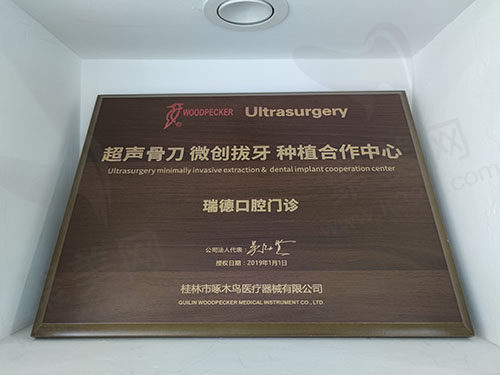 WOODPECKER Ultrasurgery
超声骨刀 微创拔牙 种植合作中心
Ultrasurgery minimally invasive extraction & dental implant cooperation center
瑞德口腔门诊
公司法人代表:
授权日期:2019年1月1日
桂林市啄木鸟医疗器械有限公司
GUILIN WOODPECKER MEDICAL INSTRUMENT CO., LTD.